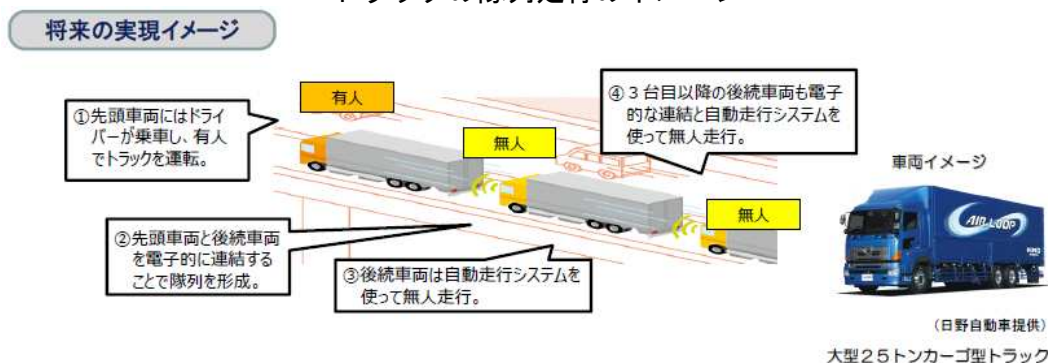 将来の実現イメージ
①先頭車両にはドライ
バーが乗車し、有人
でトラックを運転。
有人
無人
④３台目以降の後続車両も電子
的な連結と自動走行システムを
使って無人走行。
無人
②先頭車両と後続車両
を電子的に連結する
ことで隊列を形成。
③後続車両は自動走行システムを
使って無人走行。
車両イメージ
AIR LOOP
(日野自動車提供)
大型２５トンカーゴ型トラック